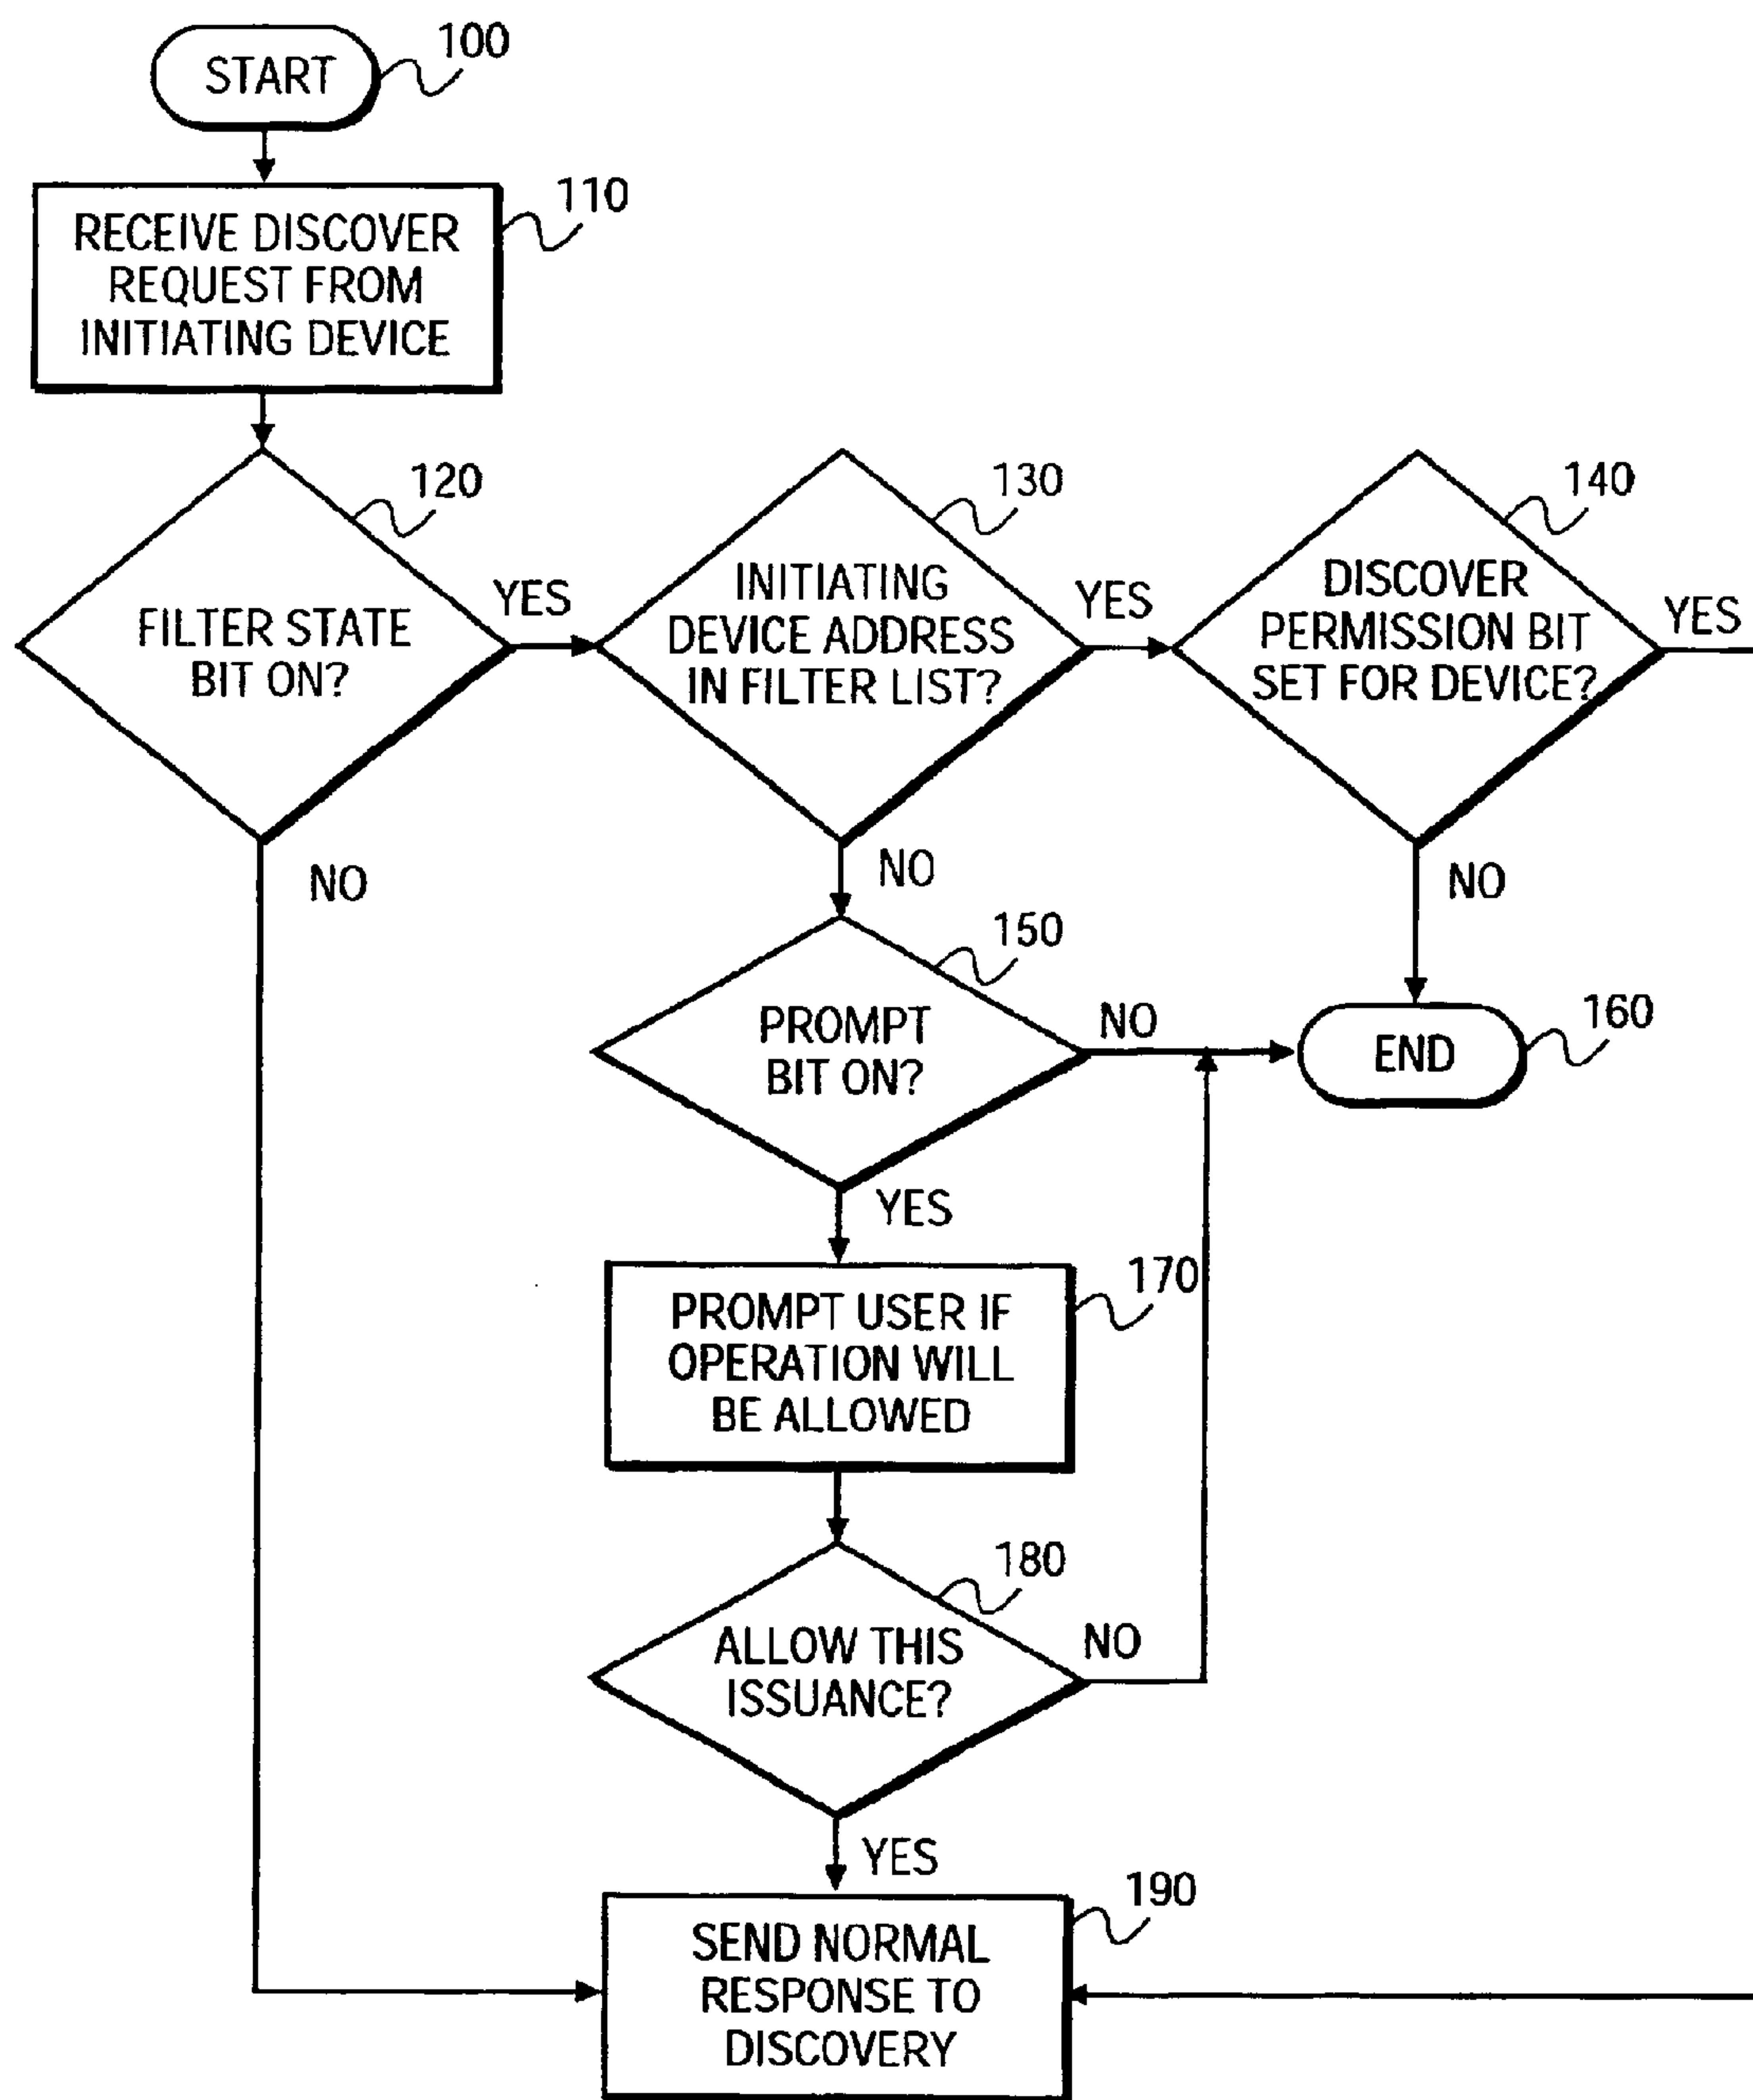 START
100
RECEIVE DISCOVER
REQUEST FROM
INITIATING DEVICE
110
FILTER STATE
BIT ON?
120
YES
NO
INITIATING
DEVICE ADDRESS
IN FILTER LIST?
130
YES
NO
DISCOVER
PERMISSION BIT
SET FOR DEVICE?
140
YES
NO
PROMPT
BIT ON?
150
NO
YES
END
160
PROMPT USER IF
OPERATION WILL
BE ALLOWED
170
ALLOW THIS
ISSUANCE?
180
NO
YES
SEND NORMAL
RESPONSE TO
DISCOVERY
190